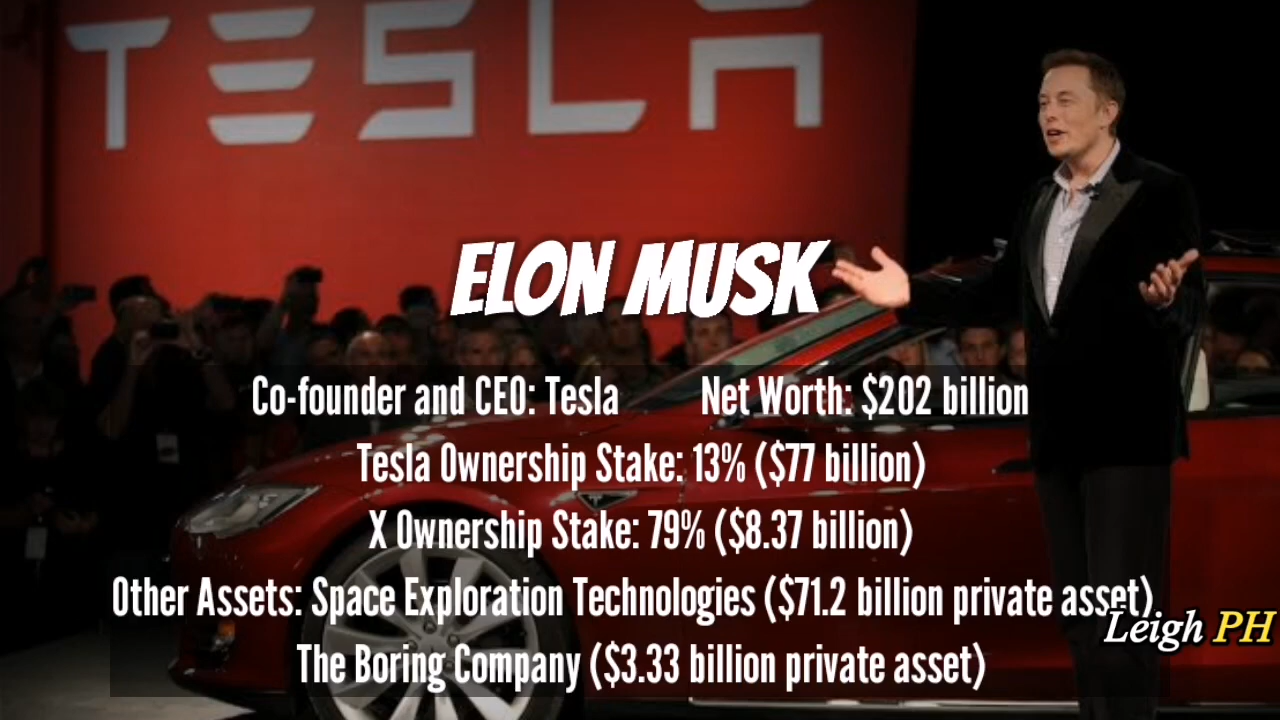 TESLA
ELON MUSK
Co-founder and CEO: Tesla Net Worth: $202 billion
Tesla Ownership Stake: 13% ($77 billion)
X Ownership Stake: 79% ($8.37 billion)
Other Assets: Space Exploration Technologies ($71.2 billion private asset)
Leigh PH
The Boring Company ($3.33 billion private asset)